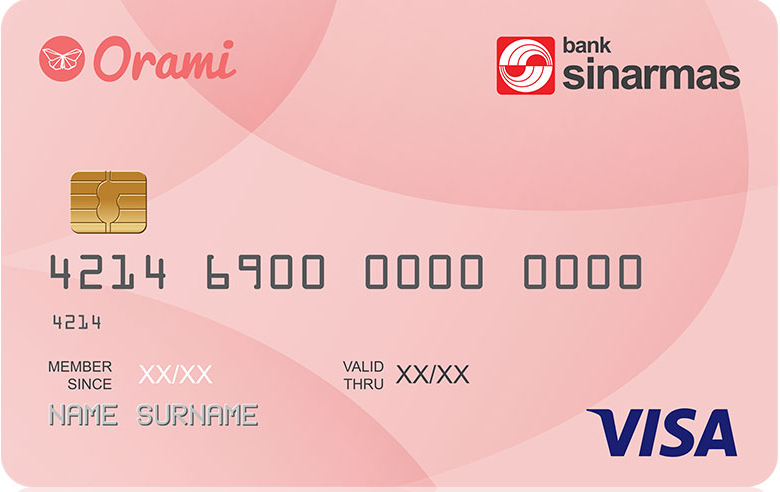 Orami
bank
sinarmas
4214 6900 0000 0000
4214
MEMBER SINCE XX/XX VALID THRU XX/XX
NAME SURNAME
VISA